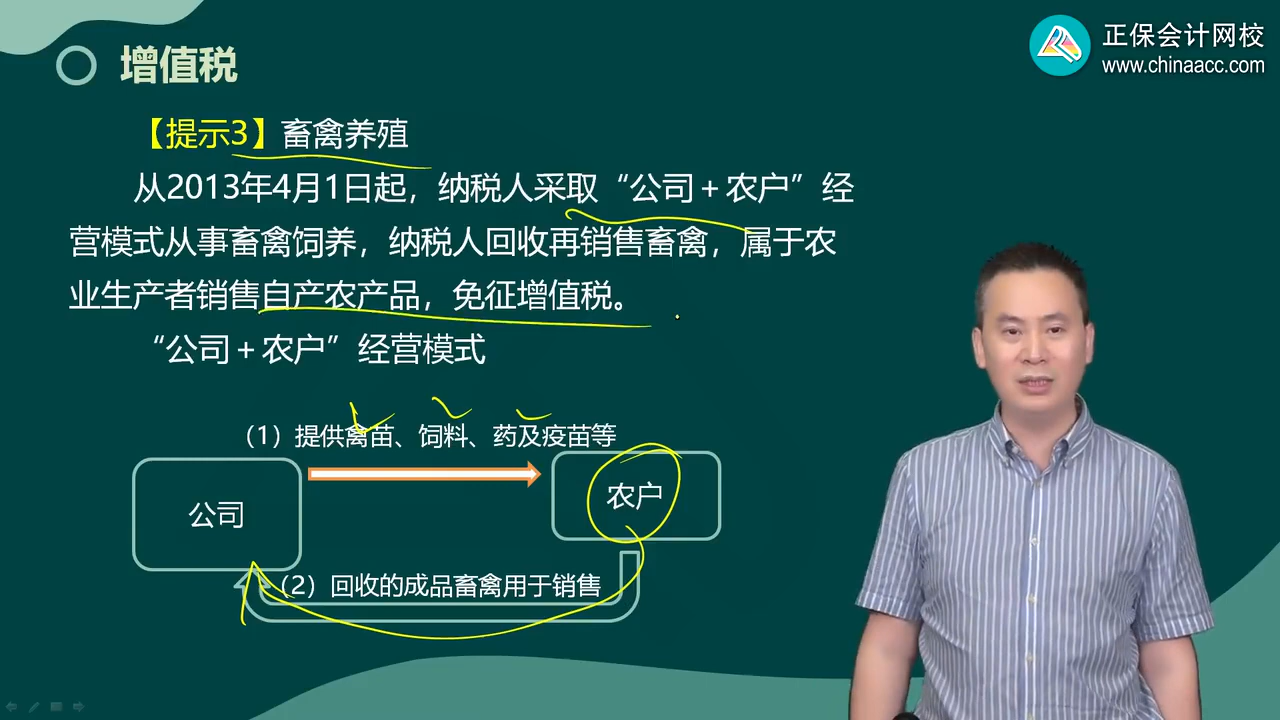 增值税
正保会计网校
www.chinaacc.com
【提示3】畜禽养殖
从2013年4月1日起，纳税人采取“公司＋农户”经
营模式从事畜禽饲养，纳税人回收再销售畜禽，属于农
业生产者销售自产农产品，免征增值税。
“公司＋农户”经营模式
（1）提供禽苗、饲料、药及疫苗等
公司
农户
（2）回收的成品畜禽用于销售